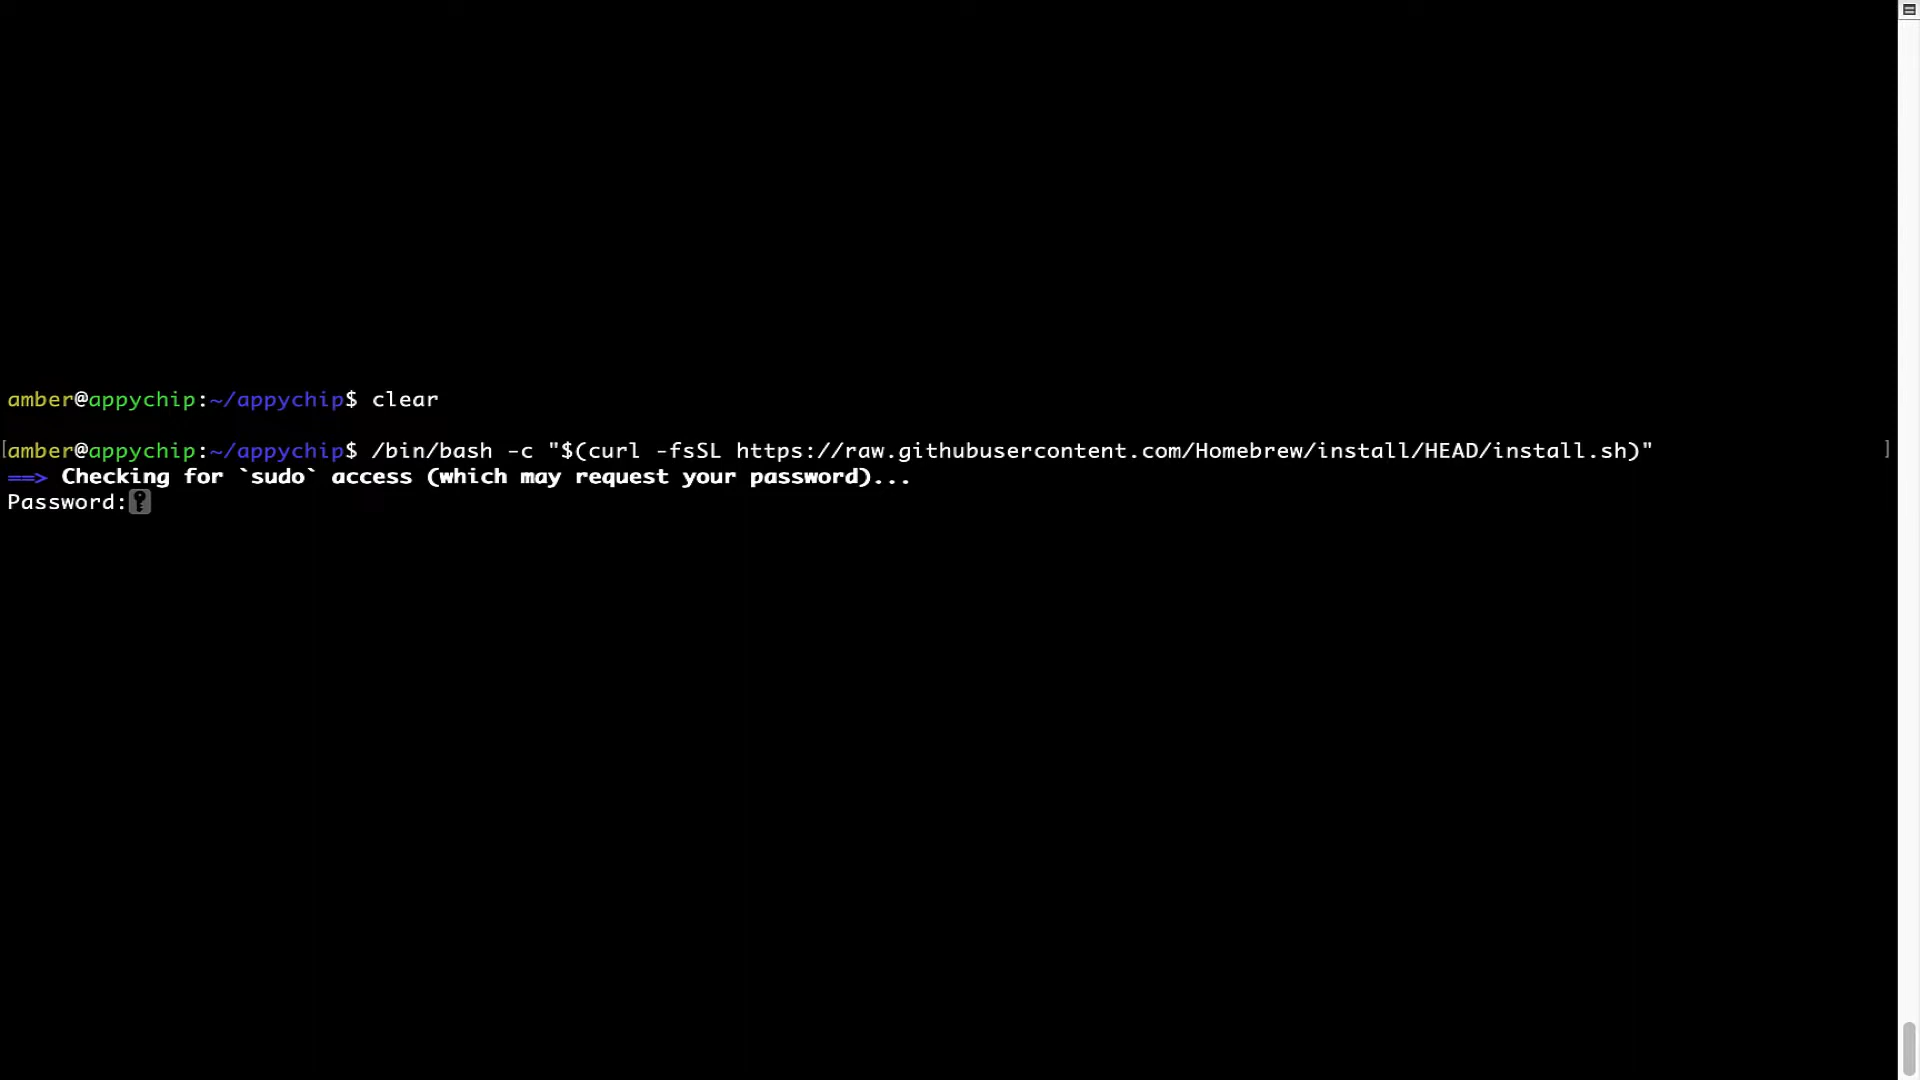 amber@appychip:~/appychip$ clear
amber@appychip:~/appychip$ /bin/bash -c "$(curl -fsSL https://raw.githubusercontent.com/Homebrew/install/HEAD/install.sh)"
==> Checking for `sudo` access (which may request your password)...
Password: